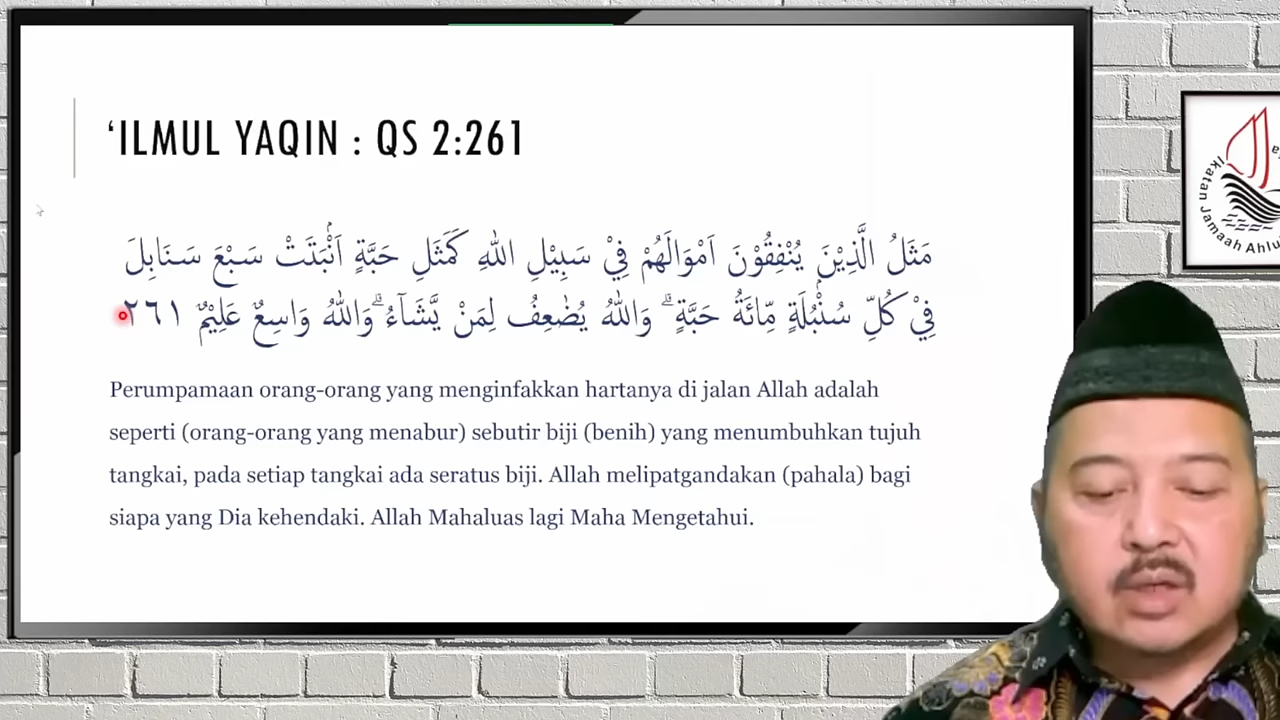 ‘ILMUL YAQIN : QS 2:261
مَثَلُ الَّذِيْنَ يُنْفِقُوْنَ اَمْوَالَهُمْ فِيْ سَبِيْلِ اللّٰهِ كَمَثَلِ حَبَّةٍ اَنْۢبَتَتْ سَبْعَ سَنَابِلَ
فِيْ كُلِّ سُنْۢبُلَةٍ مِّائَةُ حَبَّةٍ ۗ وَاللّٰهُ يُضٰعِفُ لِمَنْ يَّشَاۤءُ ۗوَاللّٰهُ وَاسِعٌ عَلِيْمٌ ٢٦١
Perumpamaan orang-orang yang menginfakkan hartanya di jalan Allah adalah
seperti (orang-orang yang menabur) sebutir biji (benih) yang menumbuhkan tujuh
tangkai, pada setiap tangkai ada seratus biji. Allah melipatgandakan (pahala) bagi
siapa yang Dia kehendaki. Allah Mahaluas lagi Maha Mengetahui.
Ikatan Jamaah Ahlu